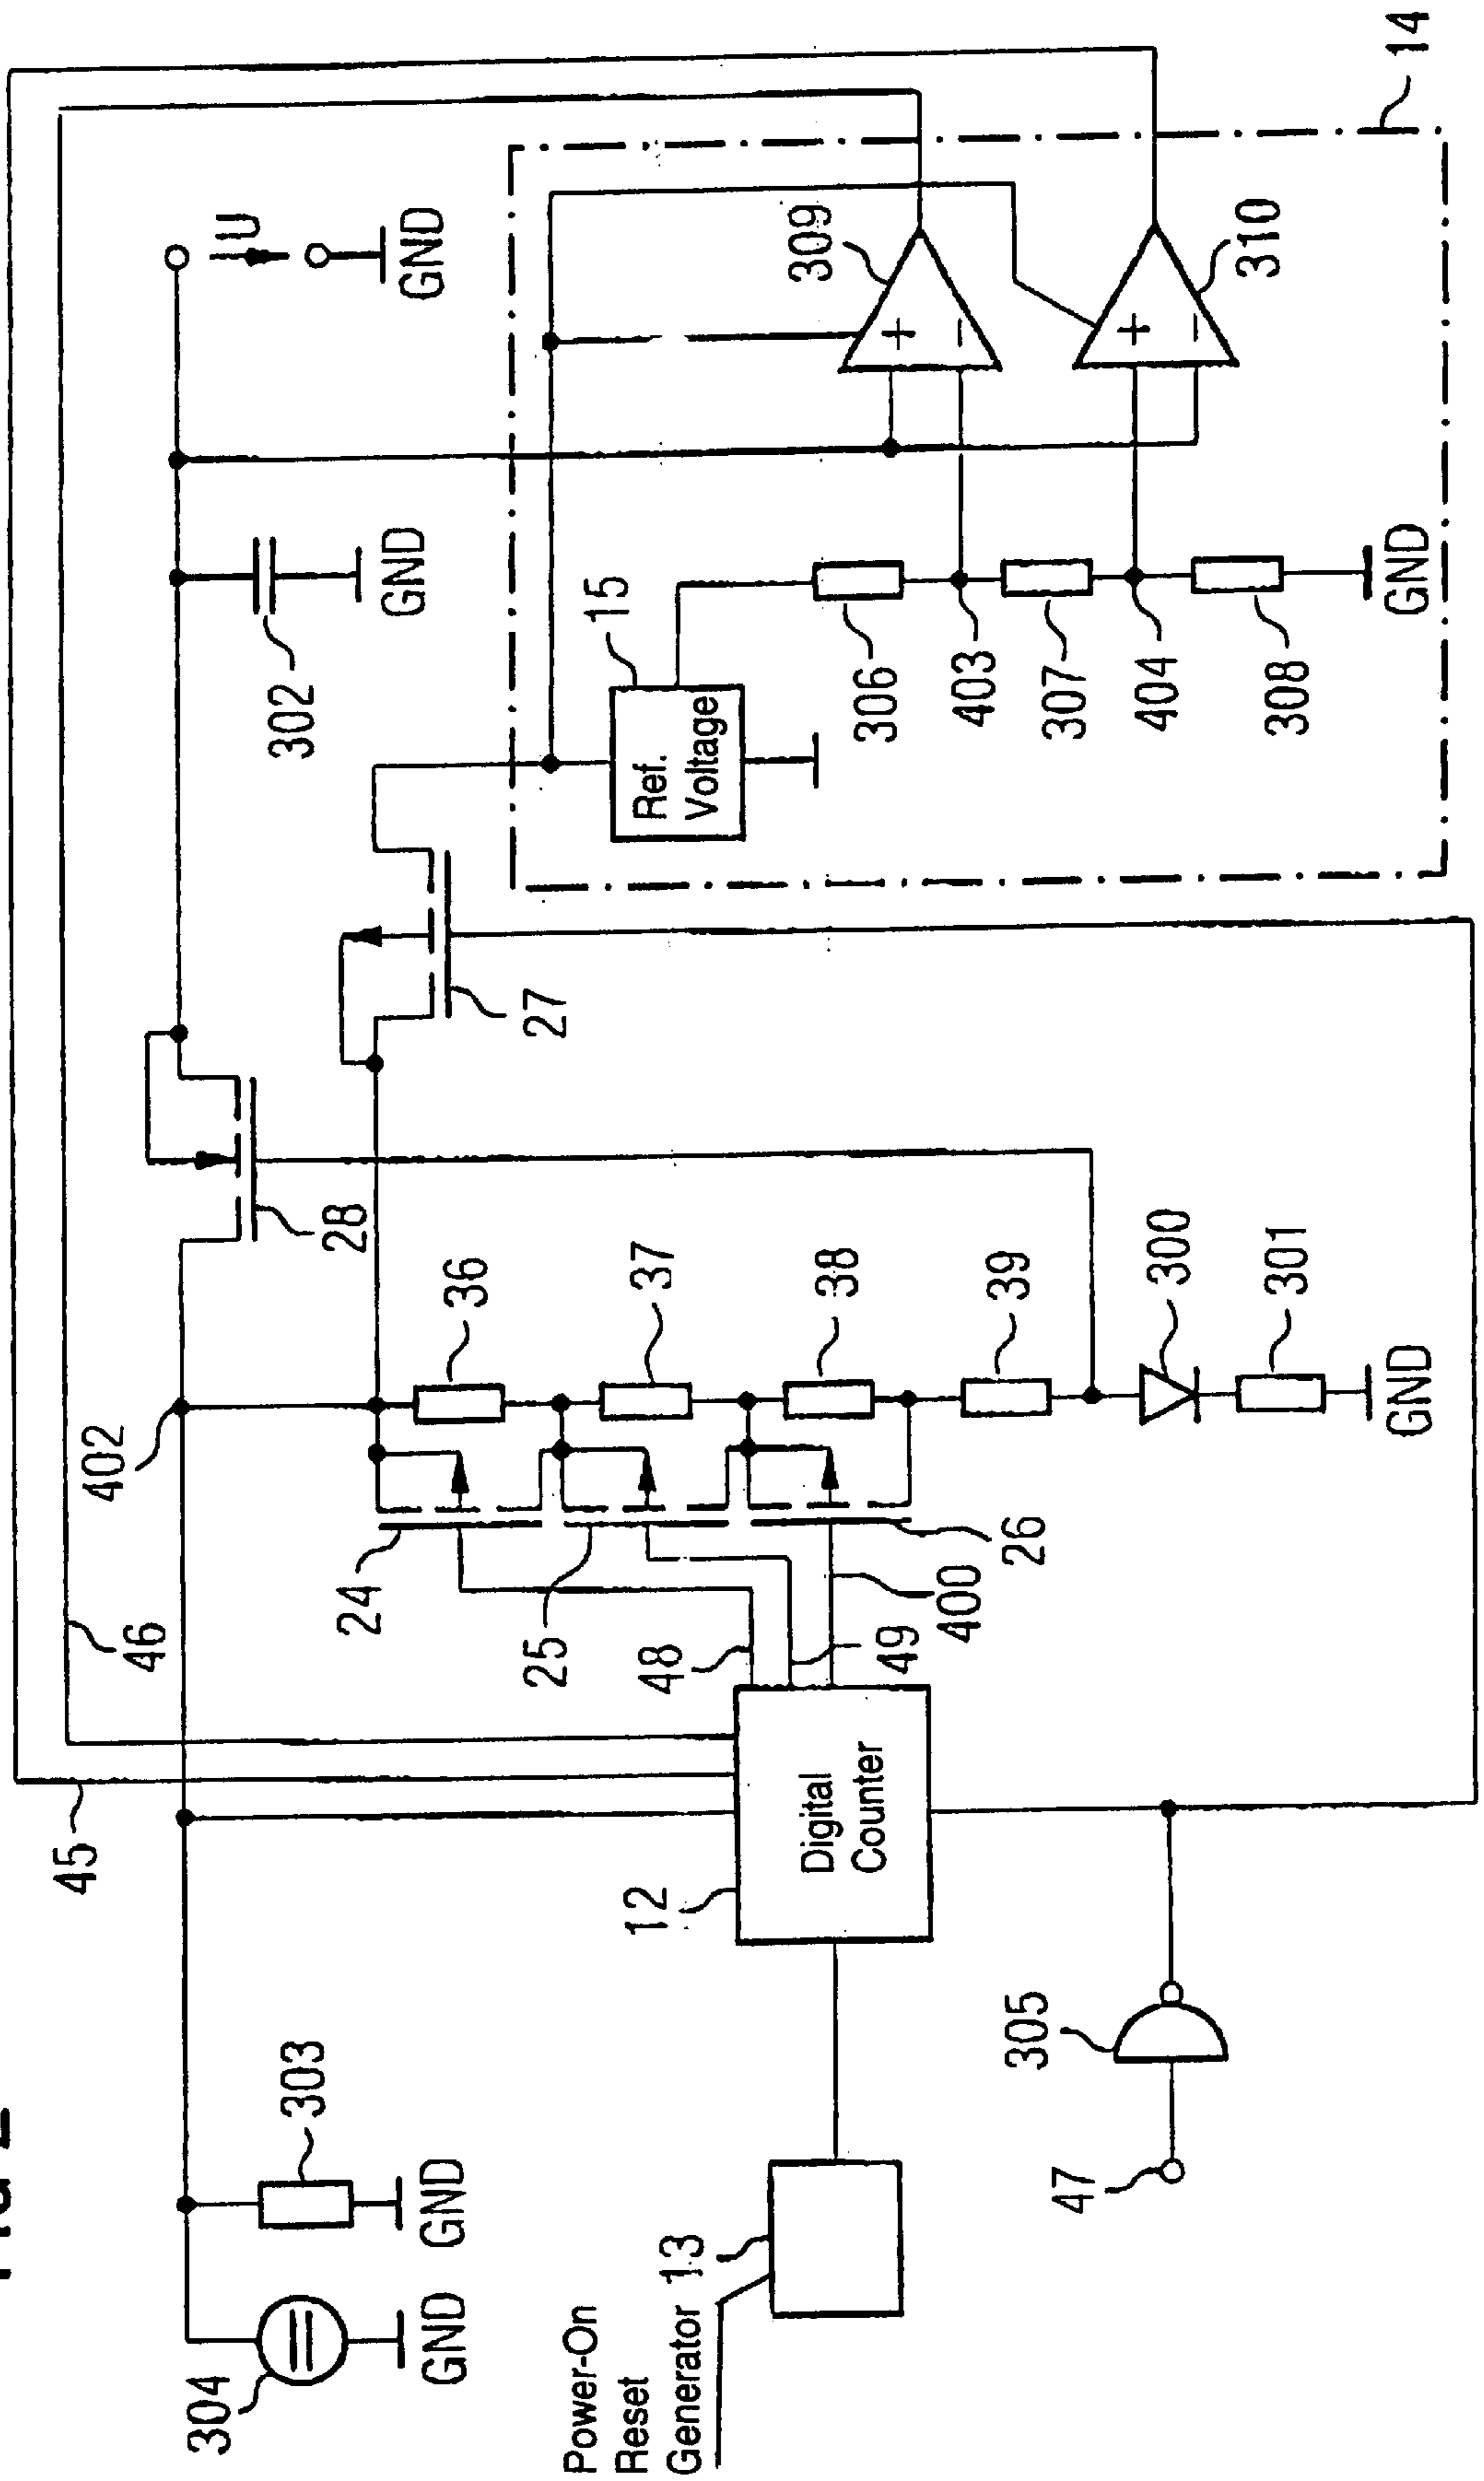 45
46
402
28
U
GND
302
GND
304
GND
303
GND
24
25
26
48
49
400
36
37
38
39
300
301
GND
27
12
Digital
Counter
Power-On
Reset
Generator 13
47
305
15
Ref.
Voltage
306
403
307
404
308
GND
309
+
−
310
+
−
14